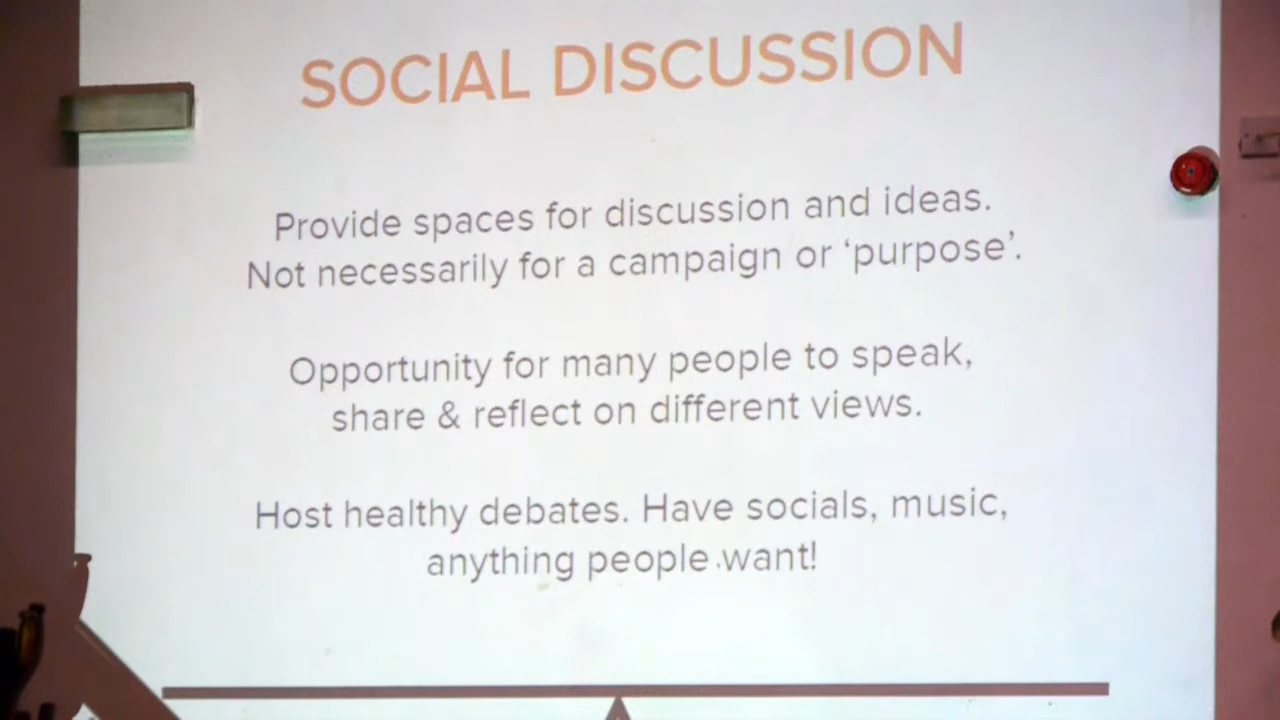 SOCIAL DISCUSSION
Provide spaces for discussion and ideas.
Not necessarily for a campaign or ‘purpose’.
Opportunity for many people to speak,
share & reflect on different views.
Host healthy debates. Have socials, music,
anything people want!